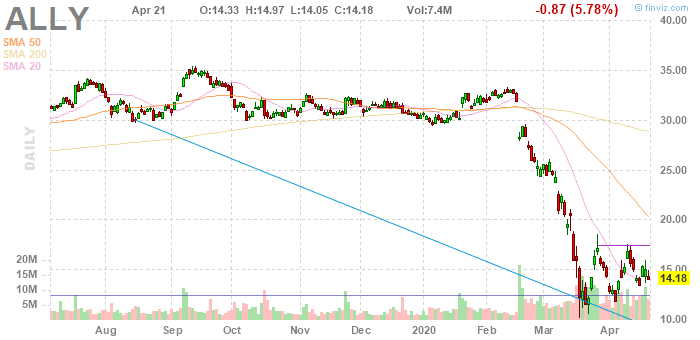 ALLY Apr 21 O:14.33 H:14.97 L:14.05 C:14.18 Vol:7.4M -0.87 (5.78%) © finviz.com
SMA 50
SMA 200
SMA 20
DAILY
35.00
30.00
25.00
20.00
15.00
14.18
10.00
20M
15M
10M
5M
Aug Sep Oct Nov Dec 2020 Feb Mar Apr